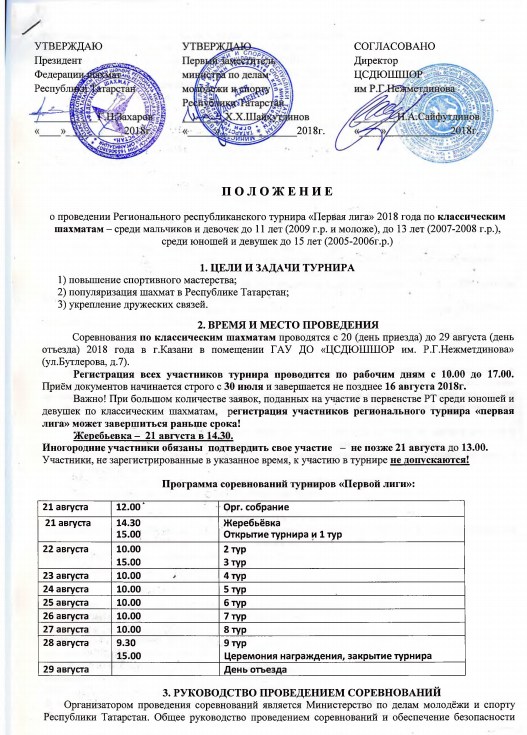 УТВЕРЖДАЮ УТВЕРЖДАЮ СОГЛАСОВАНО
Президент Первый заместитель Директор
Федерации шахмат министра по делам ЦСДЮШШОР
Республики Татарстан молодежи и спорту им Р.Г.Нежметдинова
Республики Татарстан
Г.Н.Захаров Х.Х.Шайхутдинов И.А.Сайфутдинов
«___» 2018г. «___» 2018г. «___» 2018г.
П О Л О Ж Е Н И Е
о проведении Регионального республиканского турнира «Первая лига» 2018 года по классическим
шахматам – среди мальчиков и девочек до 11 лет (2009 г.р. и моложе), до 13 лет (2007-2008 г.р.),
среди юношей и девушек до 15 лет (2005-2006г.р.)
1. ЦЕЛИ И ЗАДАЧИ ТУРНИРА
1) повышение спортивного мастерства;
2) популяризация шахмат в Республике Татарстан;
3) укрепление дружеских связей.
2. ВРЕМЯ И МЕСТО ПРОВЕДЕНИЯ
Соревнования по классическим шахматам проводятся с 20 (день приезда) до 29 августа (день
отъезда) 2018 года в г.Казани в помещении ГАУ ДО «ЦСДЮШШОР им. Р.Г.Нежметдинова»
(ул.Бутлерова, д.7).
Регистрация всех участников турнира проводится по рабочим дням с 10.00 до 17.00.
Приём документов начинается строго с 30 июля и завершается не позднее 16 августа 2018г.
Важно! При большом количестве заявок, поданных на участие в первенстве РТ среди юношей и
девушек по классическим шахматам, регистрация участников регионального турнира «первая
лига» может завершиться раньше срока!
Жеребьевка – 21 августа в 14.30.
Иногородние участники обязаны подтвердить свое участие – не позже 21 августа до 13.00.
Участники, не зарегистрированные в указанное время, к участию в турнире не допускаются!
Программа соревнований турниров «Первой лиги»:
21 августа 12.00 Орг. собрание
21 августа 14.30 Жеребьёвка
15.00 Открытие турнира и 1 тур
22 августа 10.00 2 тур
15.00 3 тур
23 августа 10.00 4 тур
24 августа 10.00 5 тур
25 августа 10.00 6 тур
26 августа 10.00 7 тур
27 августа 10.00 8 тур
28 августа 9.30 9 тур
15.00 Церемония награждения, закрытие турнира
29 августа День отъезда
3. РУКОВОДСТВО ПРОВЕДЕНИЕМ СОРЕВНОВАНИЙ
Организатором проведения соревнований является Министерство по делам молодёжи и спорту
Республики Татарстан. Общее руководство проведением соревнований и обеспечение безопасности